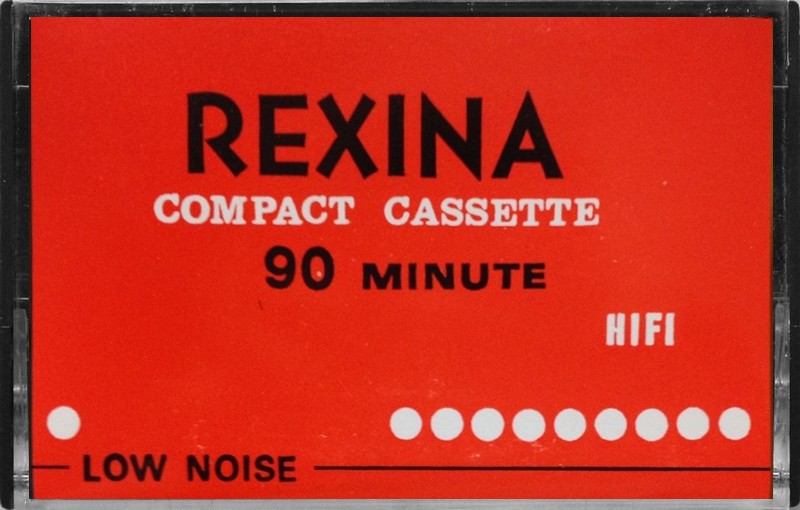 REXINA
COMPACT CASSETTE
90 MINUTE
HIFI
LOW NOISE